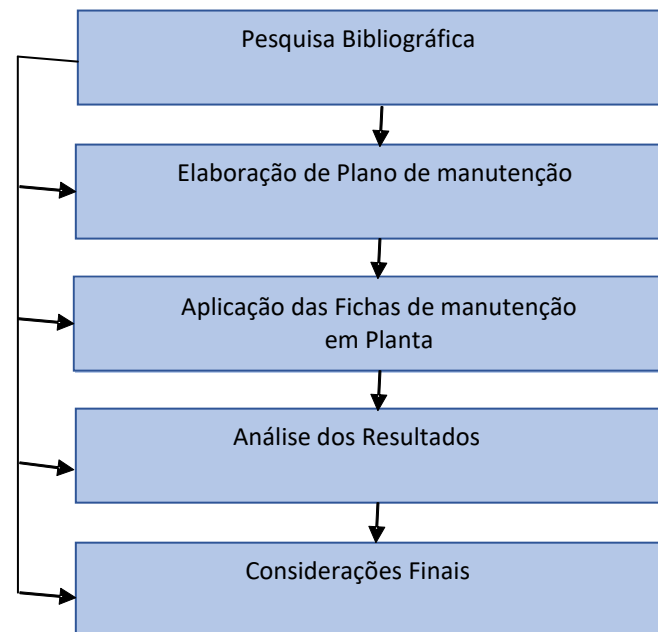 Pesquisa Bibliográfica
Elaboração de Plano de manutenção
Aplicação das Fichas de manutenção
em Planta
Análise dos Resultados
Considerações Finais